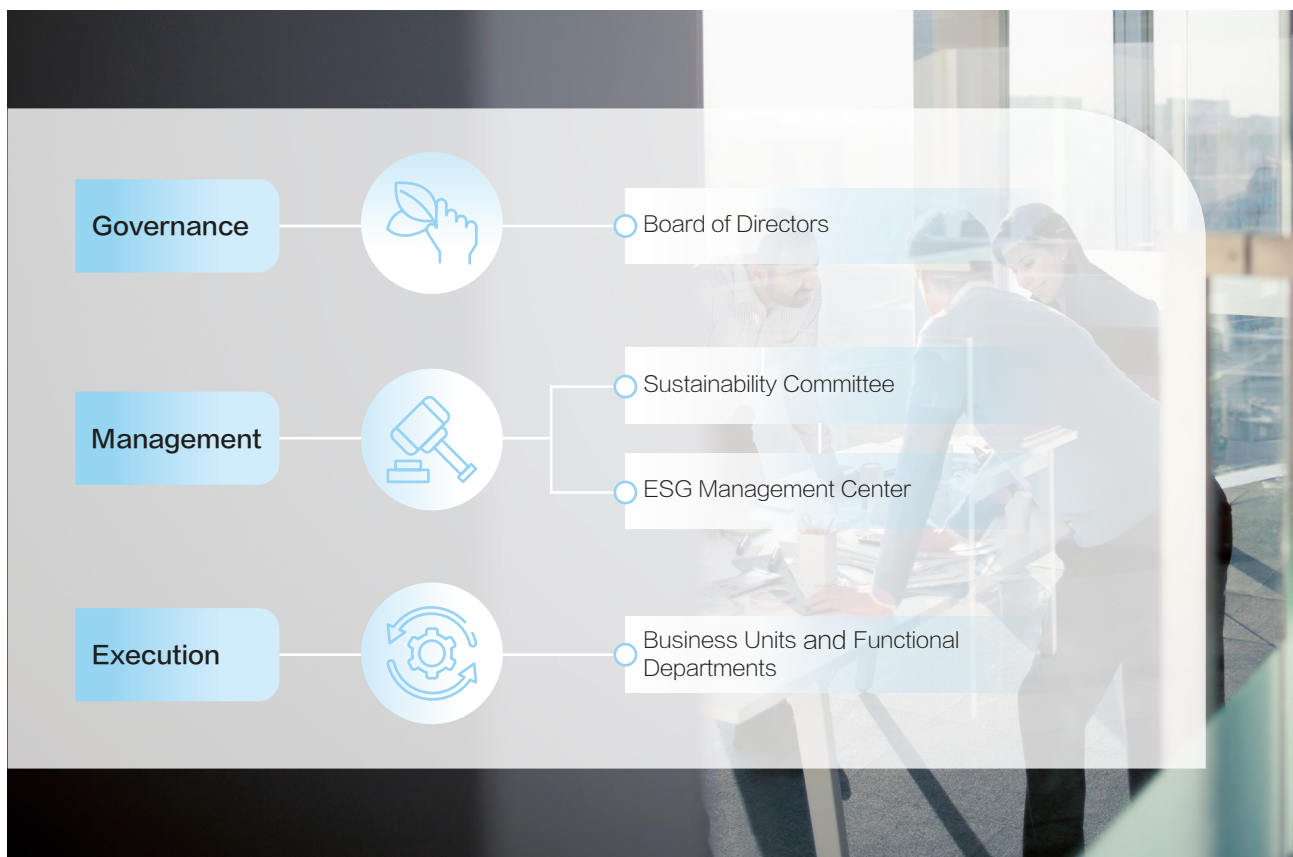 Governance
Board of Directors
Management
Sustainability Committee
ESG Management Center
Execution
Business Units and Functional
Departments